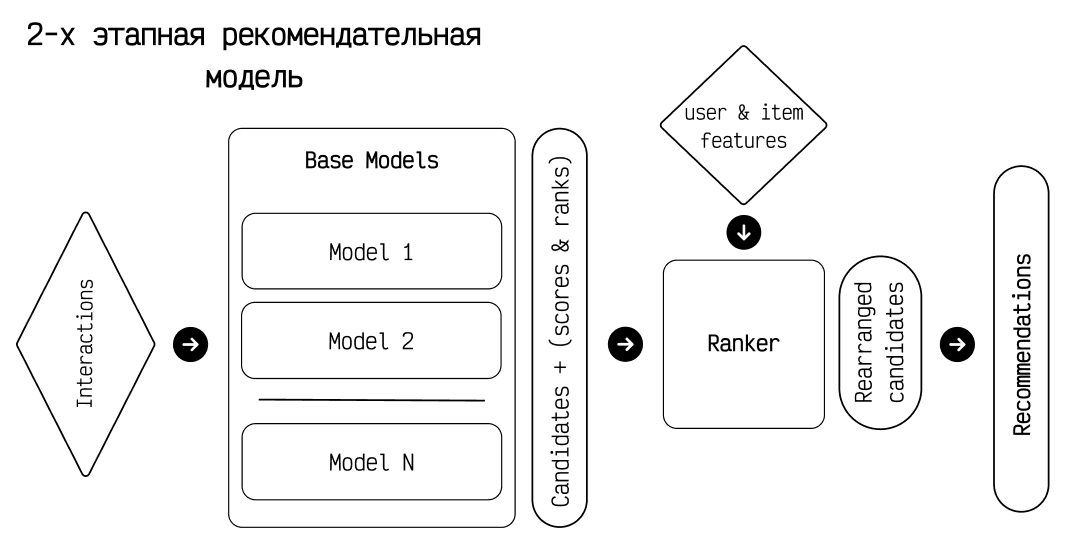 2-х этапная рекомендательная
модель
Interactions
Base Models
Model 1
Model 2
Model N
Candidates + (scores & ranks)
user & item
features
Ranker
Rearranged
candidates
Recommendations